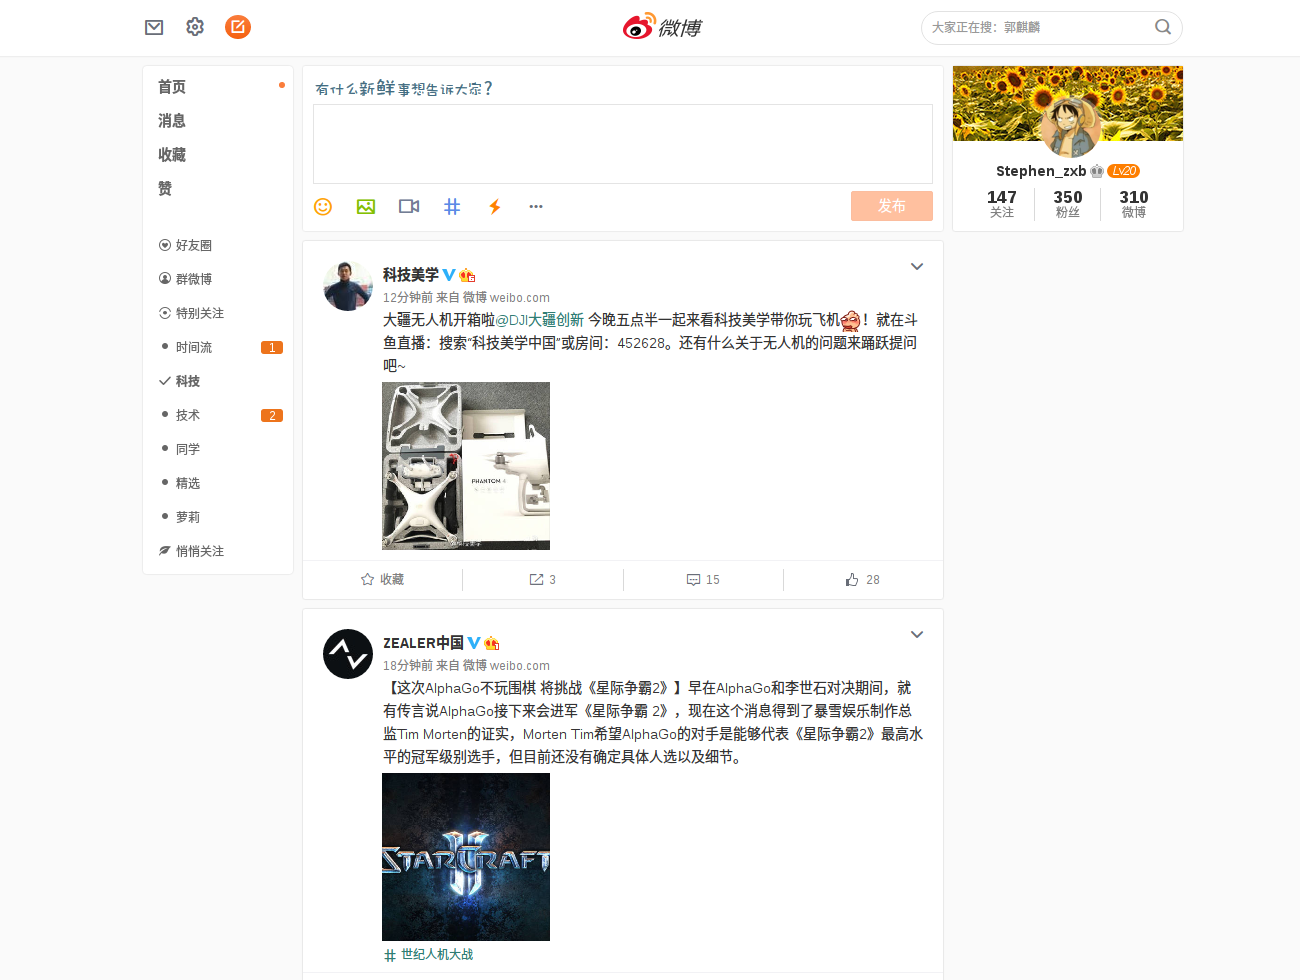 微博
大家正在搜：郭麒麟
首页
消息
收藏
赞
好友圈
群微博
特别关注
时间流 1
科技
技术 2
同学
精选
萝莉
悄悄关注
有什么新鲜事想告诉大家?
发布
科技美学
12分钟前 来自 微博 weibo.com
大疆无人机开箱啦@DJI大疆创新 今晚五点半一起来看科技美学带你玩飞机！就在斗
鱼直播：搜索“科技美学中国”或房间：452628。还有什么关于无人机的问题来踊跃提问
吧~
PHANTOM 4
收藏 3 15 28
ZEALER中国
18分钟前 来自 微博 weibo.com
【这次AlphaGo不玩围棋 将挑战《星际争霸2》】早在AlphaGo和李世石对决期间，就
有传言说AlphaGo接下来会进军《星际争霸 2》，现在这个消息得到了暴雪娱乐制作总
监Tim Morten的证实，Morten Tim希望AlphaGo的对手是能够代表《星际争霸2》最高水
平的冠军级别选手，但目前还没有确定具体人选以及细节。
STARCRAFT
II
世纪人机大战
Stephen_zxb Lv20
147 350 310
关注 粉丝 微博